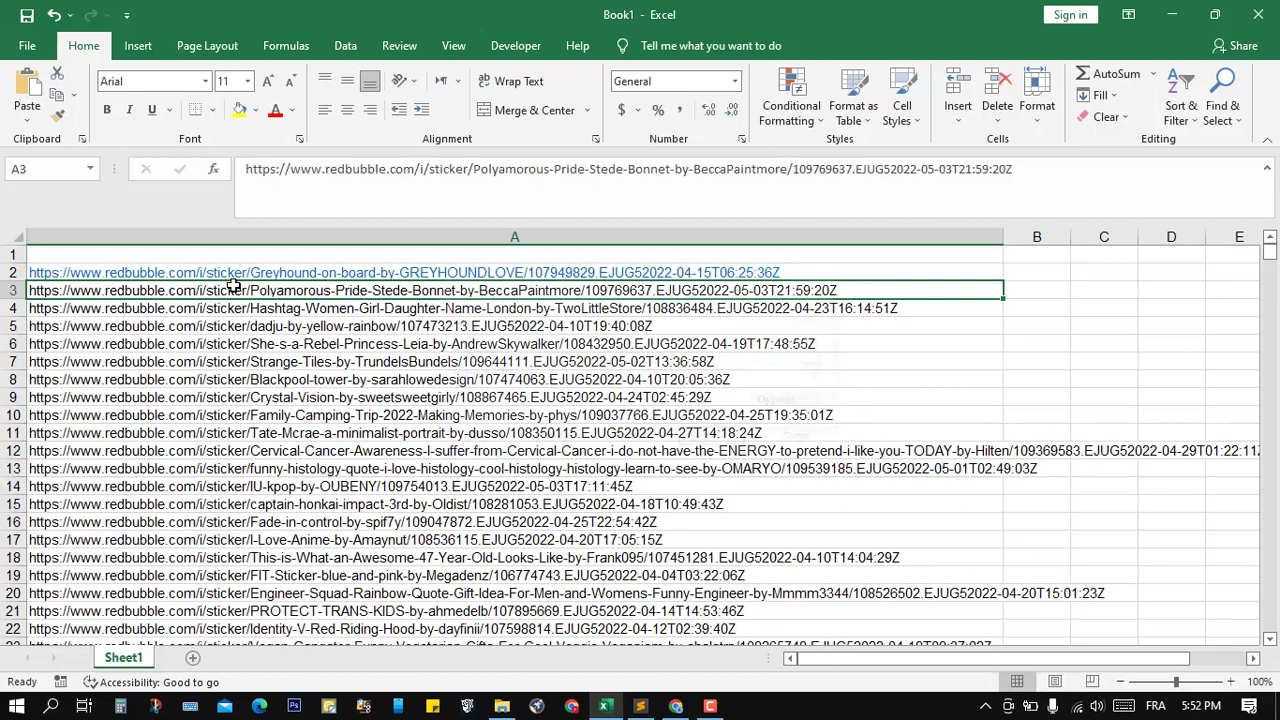 Book1 - Excel
Sign in
File Home Insert Page Layout Formulas Data Review View Developer Help Tell me what you want to do Share
Paste
Arial 11
B I U
Wrap Text
Merge & Center
General
$ % ,
Conditional Formatting
Format as Table
Cell Styles
Insert
Delete
Format
AutoSum
Fill
Clear
Sort & Filter
Find & Select
Clipboard Font Alignment Number Styles Cells Editing
A3 fx https://www.redbubble.com/i/sticker/Polyamorous-Pride-Stede-Bonnet-by-BeccaPaintmore/109769637.EJUG52022-05-03T21:59:20Z
A B C D E
1
2 https://www.redbubble.com/i/sticker/Greyhound-on-board-by-GREYHOUNDLOVE/107949829.EJUG52022-04-15T06:25:36Z
3 https://www.redbubble.com/i/sticker/Polyamorous-Pride-Stede-Bonnet-by-BeccaPaintmore/109769637.EJUG52022-05-03T21:59:20Z
4 https://www.redbubble.com/i/sticker/Hashtag-Women-Girl-Daughter-Name-London-by-TwoLittleStore/108836484.EJUG52022-04-23T16:14:51Z
5 https://www.redbubble.com/i/sticker/dadju-by-yellow-rainbow/107473213.EJUG52022-04-10T19:40:08Z
6 https://www.redbubble.com/i/sticker/She-s-a-Rebel-Princess-Leia-by-AndrewSkywalker/108432950.EJUG52022-04-19T17:48:55Z
7 https://www.redbubble.com/i/sticker/Strange-Tiles-by-TrundelsBundels/109644111.EJUG52022-05-02T13:36:58Z
8 https://www.redbubble.com/i/sticker/Blackpool-tower-by-sarahlowedesign/107474063.EJUG52022-04-10T20:05:36Z
9 https://www.redbubble.com/i/sticker/Crystal-Vision-by-sweetsweetgirly/108867465.EJUG52022-04-24T02:45:29Z
10 https://www.redbubble.com/i/sticker/Family-Camping-Trip-2022-Making-Memories-by-phys/109037766.EJUG52022-04-25T19:35:01Z
11 https://www.redbubble.com/i/sticker/Tate-Mcrae-a-minimalist-portrait-by-dusso/108350115.EJUG52022-04-27T14:18:24Z
12 https://www.redbubble.com/i/sticker/Cervical-Cancer-Awareness-I-suffer-from-Cervical-Cancer-i-do-not-have-the-ENERGY-to-pretend-i-like-you-TODAY-by-Hilten/109369583.EJUG52022-04-29T01:22:11Z
13 https://www.redbubble.com/i/sticker/funny-histology-quote-i-love-histology-cool-histology-histology-learn-to-see-by-OMARYO/109539185.EJUG52022-05-01T02:49:03Z
14 https://www.redbubble.com/i/sticker/IU-kpop-by-OUBENY/109754013.EJUG52022-05-03T17:11:45Z
15 https://www.redbubble.com/i/sticker/captain-honkai-impact-3rd-by-Oldist/108281053.EJUG52022-04-18T10:49:43Z
16 https://www.redbubble.com/i/sticker/Fade-in-control-by-spif7y/109047872.EJUG52022-04-25T22:54:42Z
17 https://www.redbubble.com/i/sticker/I-Love-Anime-by-Amaynut/108536115.EJUG52022-04-20T17:05:15Z
18 https://www.redbubble.com/i/sticker/This-is-What-an-Awesome-47-Year-Old-Looks-Like-by-Frank095/107451281.EJUG52022-04-10T14:04:29Z
19 https://www.redbubble.com/i/sticker/FIT-Sticker-blue-and-pink-by-Megadenz/106774743.EJUG52022-04-04T03:22:06Z
20 https://www.redbubble.com/i/sticker/Engineer-Squad-Rainbow-Quote-Gift-Idea-For-Men-and-Womens-Funny-Engineer-by-Mmmm3344/108526502.EJUG52022-04-20T15:01:23Z
21 https://www.redbubble.com/i/sticker/PROTECT-TRANS-KIDS-by-ahmedelb/107895669.EJUG52022-04-14T14:53:46Z
22 https://www.redbubble.com/i/sticker/Identity-V-Red-Riding-Hood-by-dayfinii/107598814.EJUG52022-04-12T02:39:40Z
Sheet1
Ready Accessibility: Good to go 100%
FRA 5:52 PM